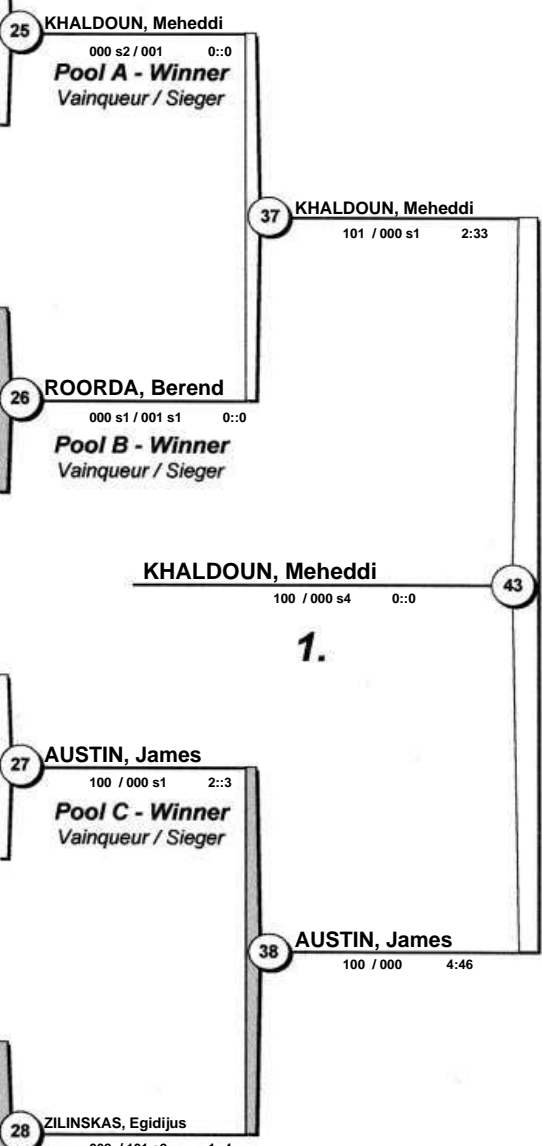 25 KHALDOUN, Meheddi
000 s2 / 001 0::0
Pool A - Winner
Vainqueur / Sieger
37 KHALDOUN, Meheddi
101 / 000 s1 2:33
26 ROORDA, Berend
000 s1 / 001 s1 0::0
Pool B - Winner
Vainqueur / Sieger
KHALDOUN, Meheddi 43
100 / 000 s4 0::0
1.
27 AUSTIN, James
100 / 000 s1 2::3
Pool C - Winner
Vainqueur / Sieger
38 AUSTIN, James
100 / 000 4:46
28 ZILINSKAS, Egidijus